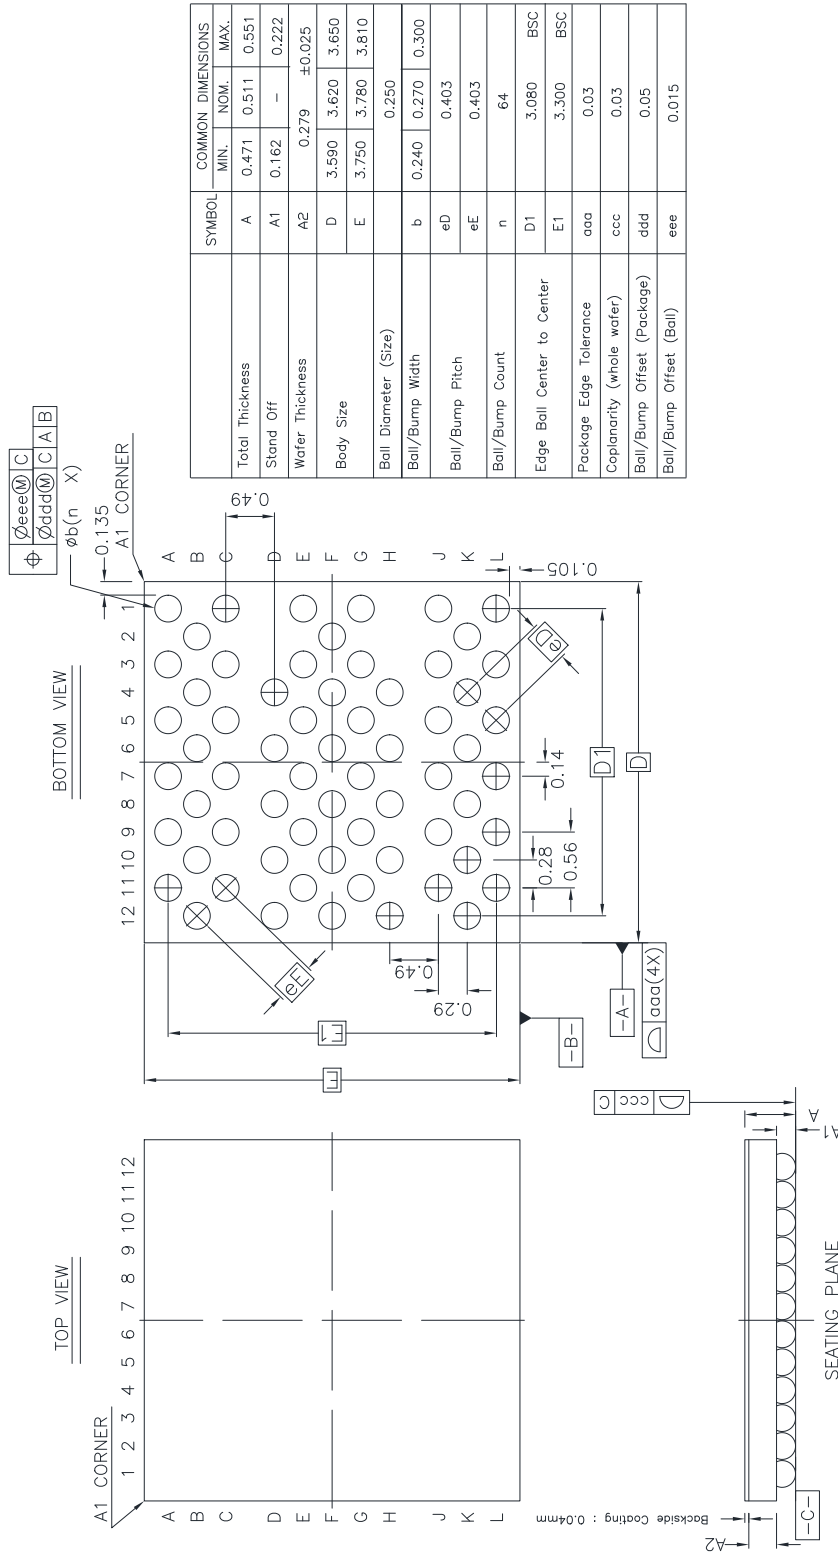 TOP VIEW
A1 CORNER
1 2 3 4 5 6 7 8 9 10 11 12
A
B
C
D
E
F
G
H
J
K
L
BOTTOM VIEW
12 11 10 9 8 7 6 5 4 3 2 1
A1 CORNER
A
B
C
D
E
F
G
H
J
K
L
Øeee Ⓜ C
Øddd Ⓜ C A B
Øb(n X)
0.135
0.49
0.105
eD
eE
E1
E
0.49
0.29
0.28
0.56
0.14
D1
D
-B-
-A-
aaa(4X)
Backside Coating : 0.04mm
A2
-C-
SEATING PLANE
ccc C
A
A1
SYMBOL COMMON DIMENSIONS
MIN. NOM. MAX.
Total Thickness A 0.471 0.511 0.551
Stand Off A1 0.162 – 0.222
Wafer Thickness A2 0.279 ±0.025
Body Size D 3.590 3.620 3.650
E 3.750 3.780 3.810
Ball Diameter (Size) 0.250
Ball/Bump Width b 0.240 0.270 0.300
Ball/Bump Pitch eD 0.403
eE 0.403
Ball/Bump Count n 64
Edge Ball Center to Center D1 3.080 BSC
E1 3.300 BSC
Package Edge Tolerance aaa 0.03
Coplanarity (whole wafer) ccc 0.03
Ball/Bump Offset (Package) ddd 0.05
Ball/Bump Offset (Ball) eee 0.015